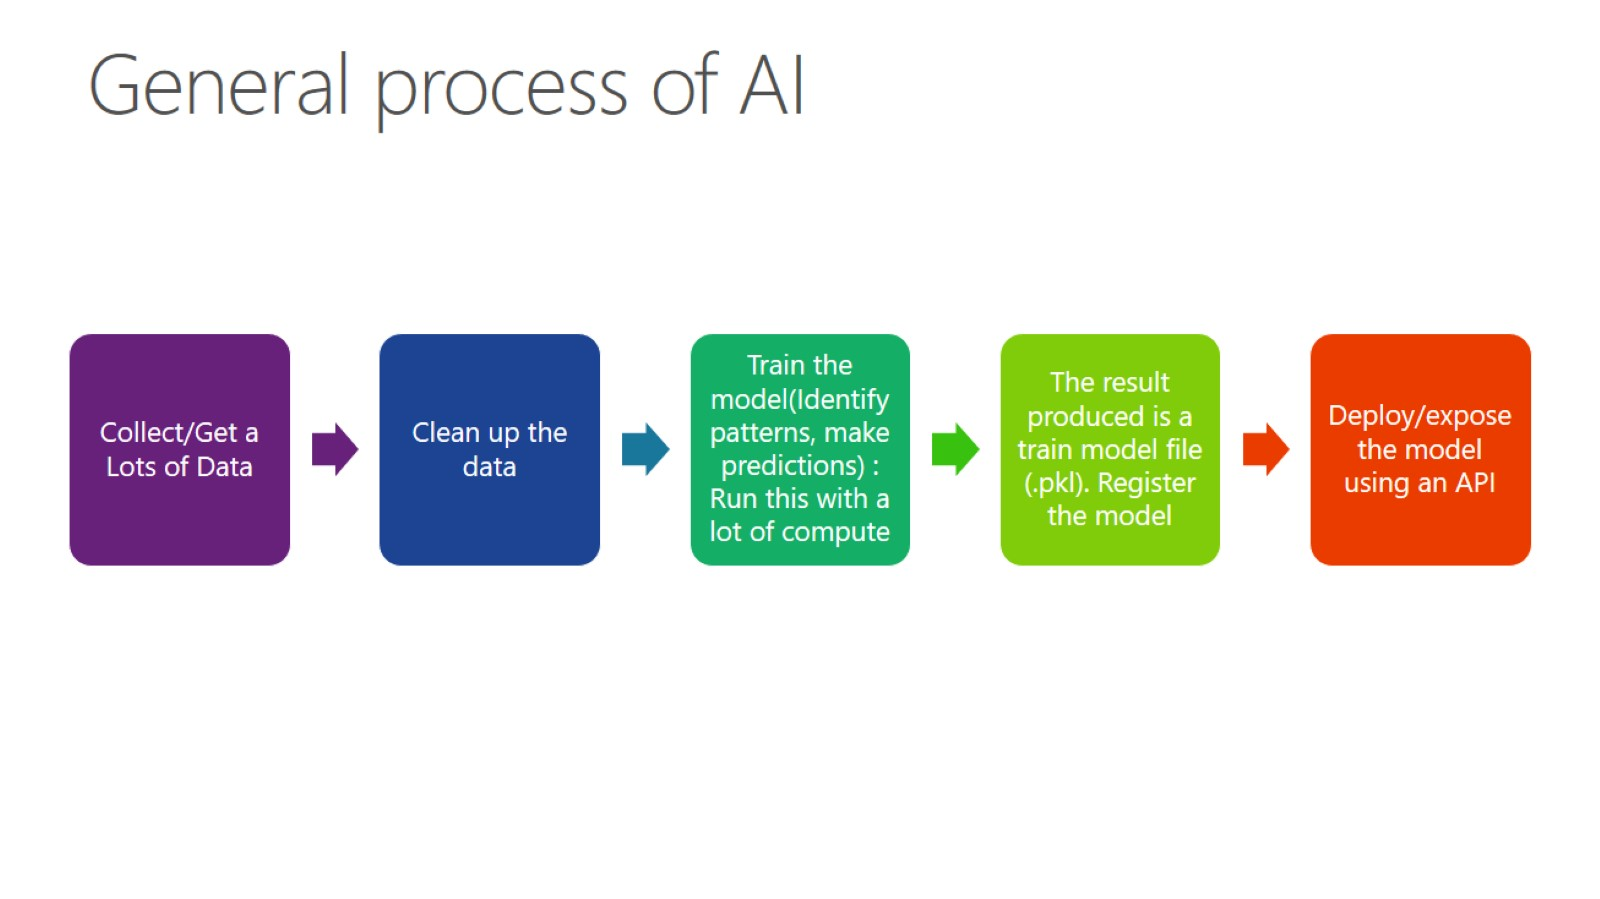 General process of AI
Collect/Get a
Lots of Data
Clean up the
data
Train the
model(Identify
patterns, make
predictions) :
Run this with a
lot of compute
The result
produced is a
train model file
(.pkl). Register
the model
Deploy/expose
the model
using an API